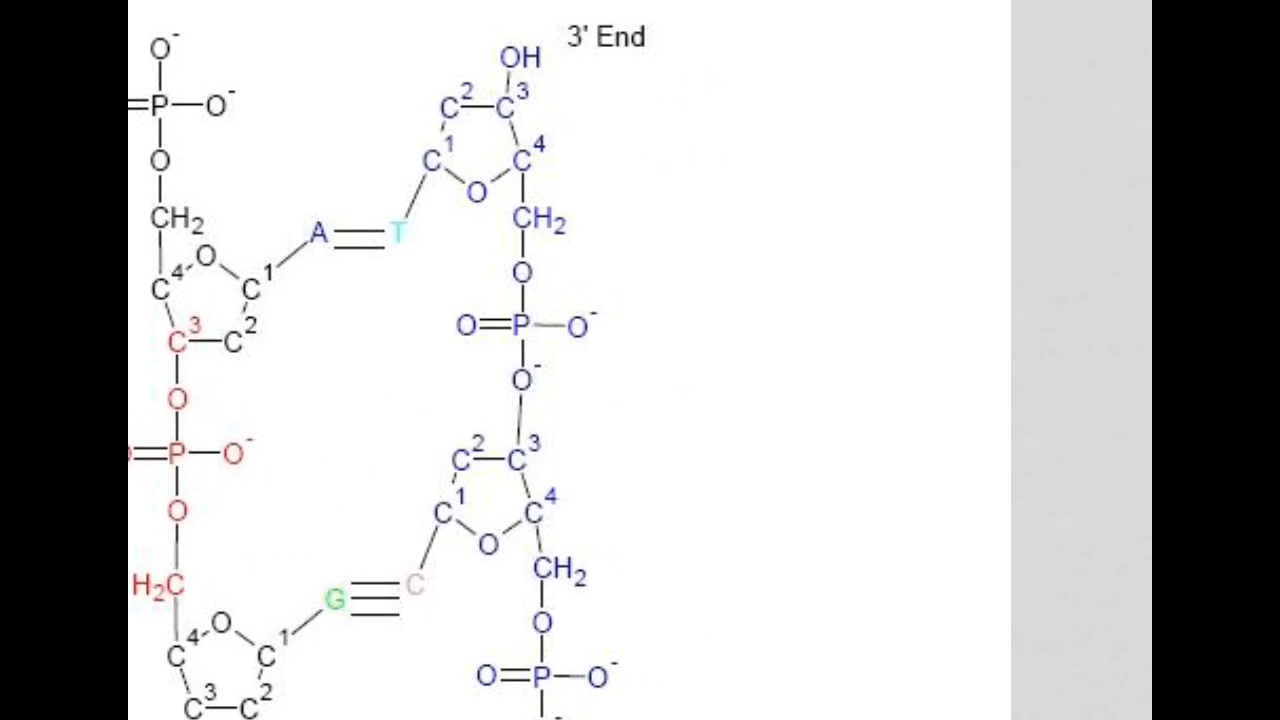 O-
3' End
OH
C2 C3
P O-
C1 C4
O
O
CH2 CH2
A T
O
C4 C1
O
C3 C2
O P O-
O
O-
P O-
C2 C3
O
C1 C4
O
CH2
H2C
G C
O
O
C4 C1
O P O-
C3 C2
-